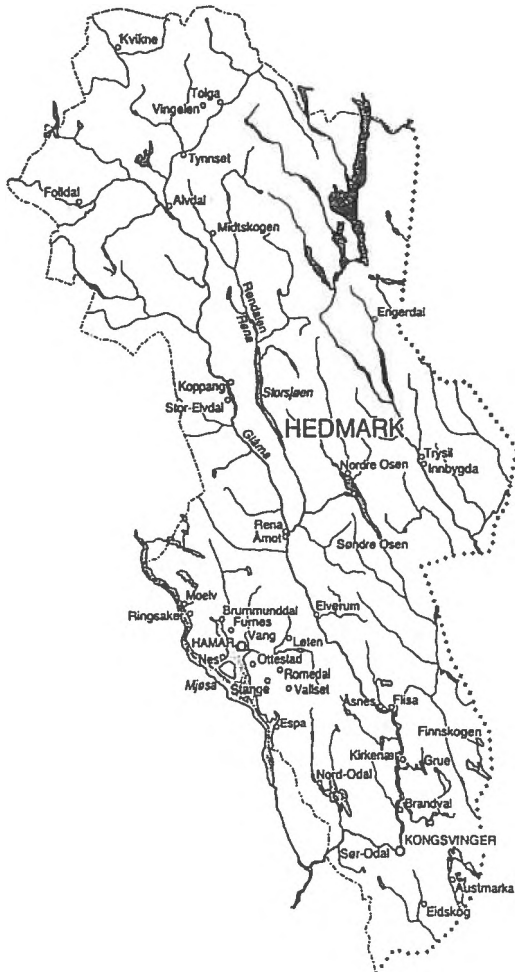 Kvikne
Tolga
Vingelen
Tynnset
Folldal
Alvdal
Midtskogen
Rendalen
Rena
Engerdal
Koppang
Storsjøen
Stor-Elvdal
HEDMARK
Glåma
Trysil
Nordre Osen
Innbygda
Rena
Åmot
Søndre Osen
Moelv
Ringsaker
Brummunddal
Elverum
Furnes
Vang
HAMAR
Løten
Nes
Ottestad
Romedal
Mjøsa
Stange
Vallset
Åsnes
Flisa
Espa
Finnskogen
Kirkenær
Grue
Nord-Odal
Brandval
KONGSVINGER
Sør-Odal
Austmarka
Eidskog